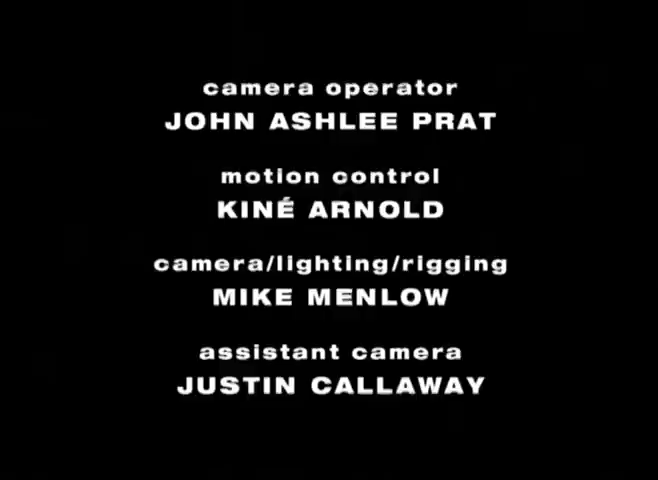 camera operator
JOHN ASHLEE PRAT
motion control
KINÉ ARNOLD
camera/lighting/rigging
MIKE MENLOW
assistant camera
JUSTIN CALLAWAY